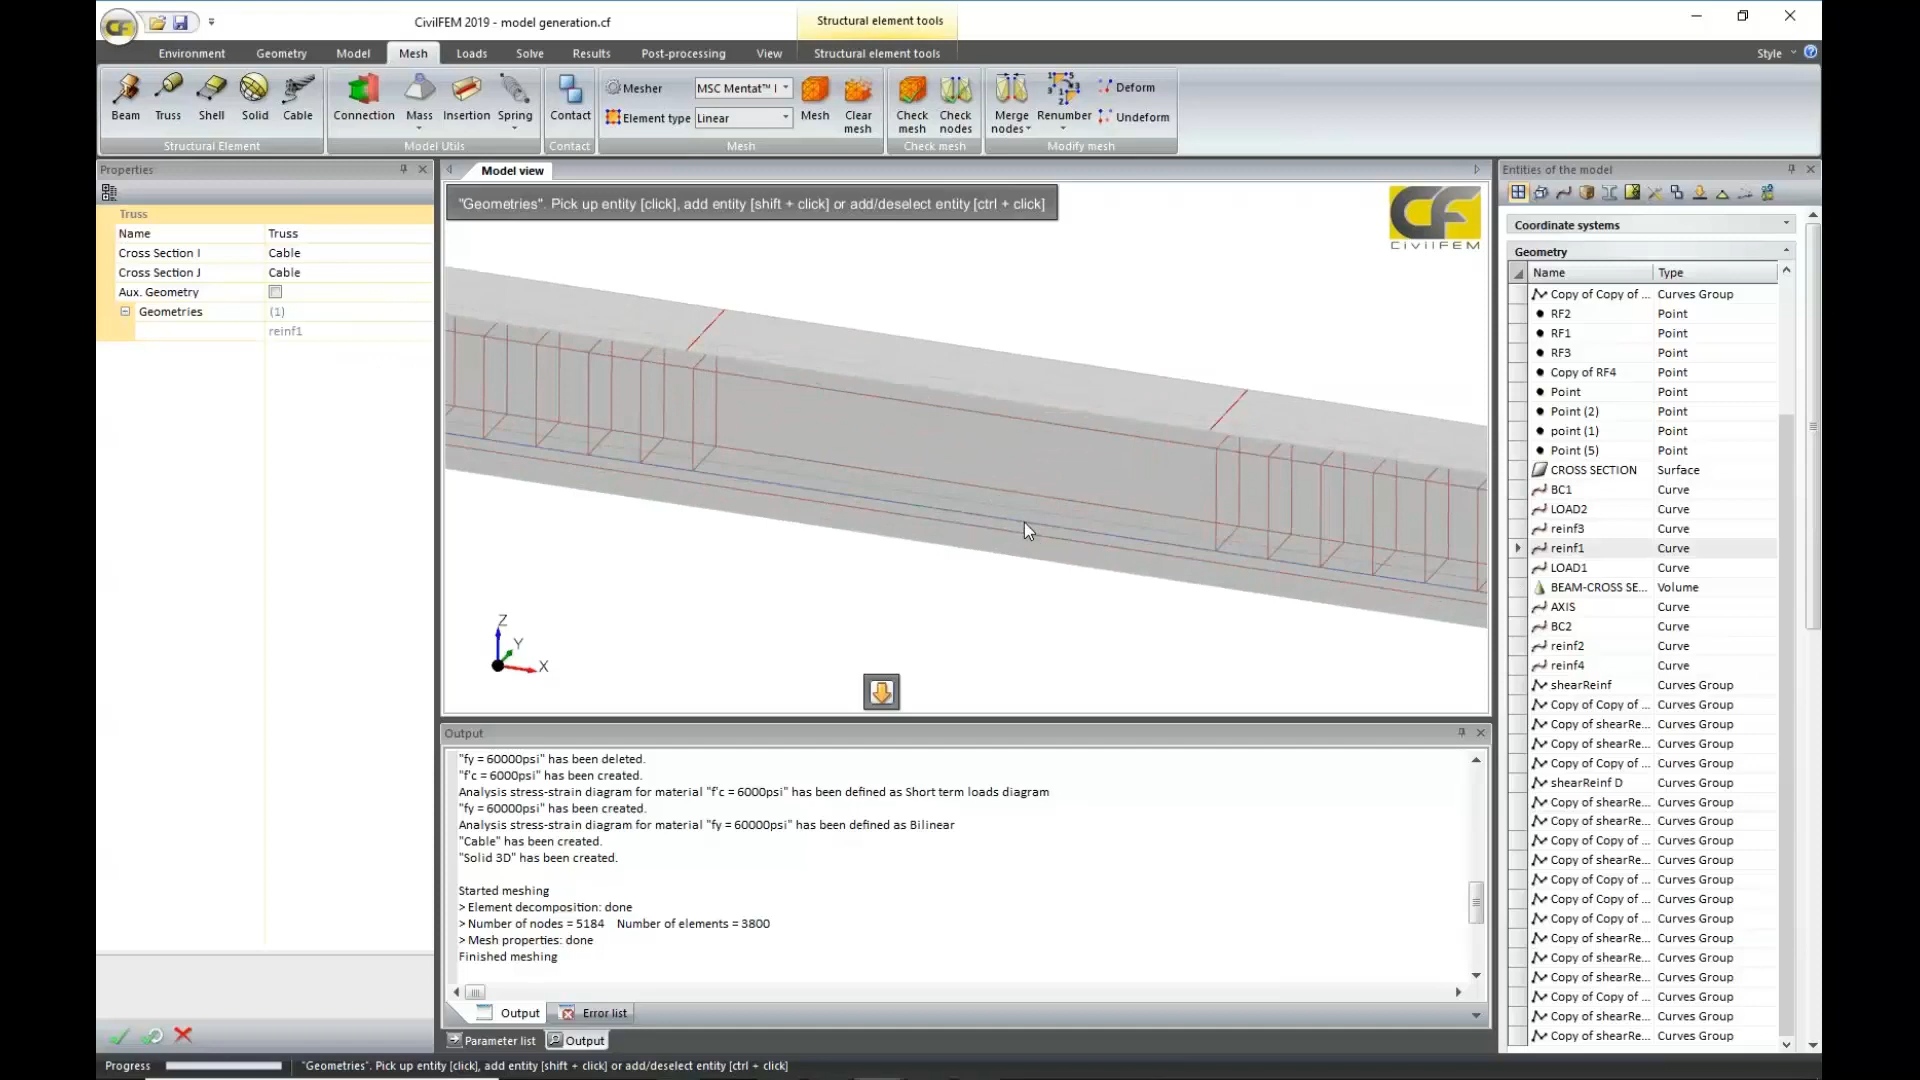 CivilFEM 2019 - model generation.cf
Structural element tools
Environment
Geometry
Model
Mesh
Loads
Solve
Results
Post-processing
View
Structural element tools
Style
Beam
Truss
Shell
Solid
Cable
Structural Element
Connection
Mass
Insertion
Spring
Model Utils
Contact
Contact
Mesher
MSC Mentat™ I
Element type
Linear
Mesh
Clear mesh
Mesh
Check mesh
Check nodes
Check mesh
Merge nodes
Renumber
Deform
Undeform
Modify mesh
Properties
Truss
Name Truss
Cross Section I Cable
Cross Section J Cable
Aux. Geometry
Geometries (1)
reinf1
Model view
"Geometries". Pick up entity [click], add entity [shift + click] or add/deselect entity [ctrl + click]
CF
CIVILFEM
Z
Y
X
Output
"fy = 60000psi" has been deleted.
"f'c = 6000psi" has been created.
Analysis stress-strain diagram for material "f'c = 6000psi" has been defined as Short term loads diagram
"fy = 60000psi" has been created.
Analysis stress-strain diagram for material "fy = 60000psi" has been defined as Bilinear
"Cable" has been created.
"Solid 3D" has been created.
Started meshing
> Element decomposition: done
> Number of nodes = 5184 Number of elements = 3800
> Mesh properties: done
Finished meshing
Output
Error list
Parameter list
Output
Entities of the model
Coordinate systems
Geometry
Name Type
Copy of Copy of ... Curves Group
RF2 Point
RF1 Point
RF3 Point
Copy of RF4 Point
Point Point
Point (2) Point
point (1) Point
Point (5) Point
CROSS SECTION Surface
BC1 Curve
LOAD2 Curve
reinf3 Curve
reinf1 Curve
LOAD1 Curve
BEAM-CROSS SE... Volume
AXIS Curve
BC2 Curve
reinf2 Curve
reinf4 Curve
shearReinf Curves Group
Copy of Copy of ... Curves Group
Copy of shearRe... Curves Group
Copy of shearRe... Curves Group
Copy of Copy of ... Curves Group
shearReinf D Curves Group
Copy of shearRe... Curves Group
Copy of shearRe... Curves Group
Copy of Copy of ... Curves Group
Copy of shearRe... Curves Group
Copy of Copy of ... Curves Group
Copy of Copy of ... Curves Group
Copy of Copy of ... Curves Group
Copy of shearRe... Curves Group
Copy of shearRe... Curves Group
Copy of shearRe... Curves Group
Copy of Copy of ... Curves Group
Copy of shearRe... Curves Group
Copy of shearRe... Curves Group
Progress
"Geometries". Pick up entity [click], add entity [shift + click] or add/deselect entity [ctrl + click]